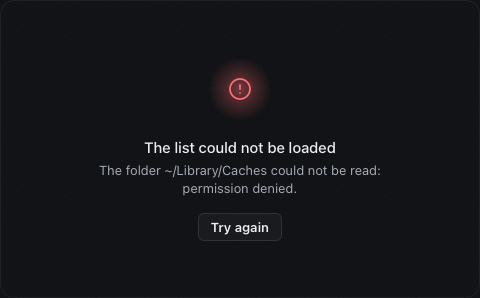 The list could not be loaded
The folder ~/Library/Caches could not be read:
permission denied.
Try again